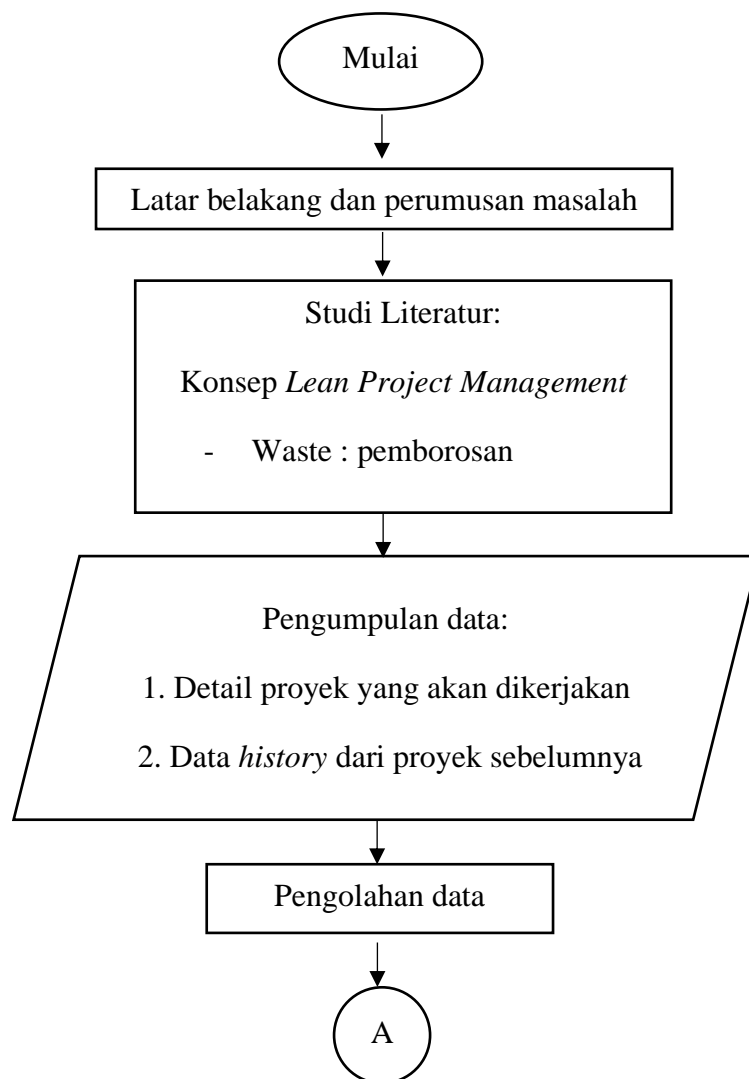 Mulai
Latar belakang dan perumusan masalah
Studi Literatur:
Konsep Lean Project Management
- Waste : pemborosan
Pengumpulan data:
1. Detail proyek yang akan dikerjakan
2. Data history dari proyek sebelumnya
Pengolahan data
A